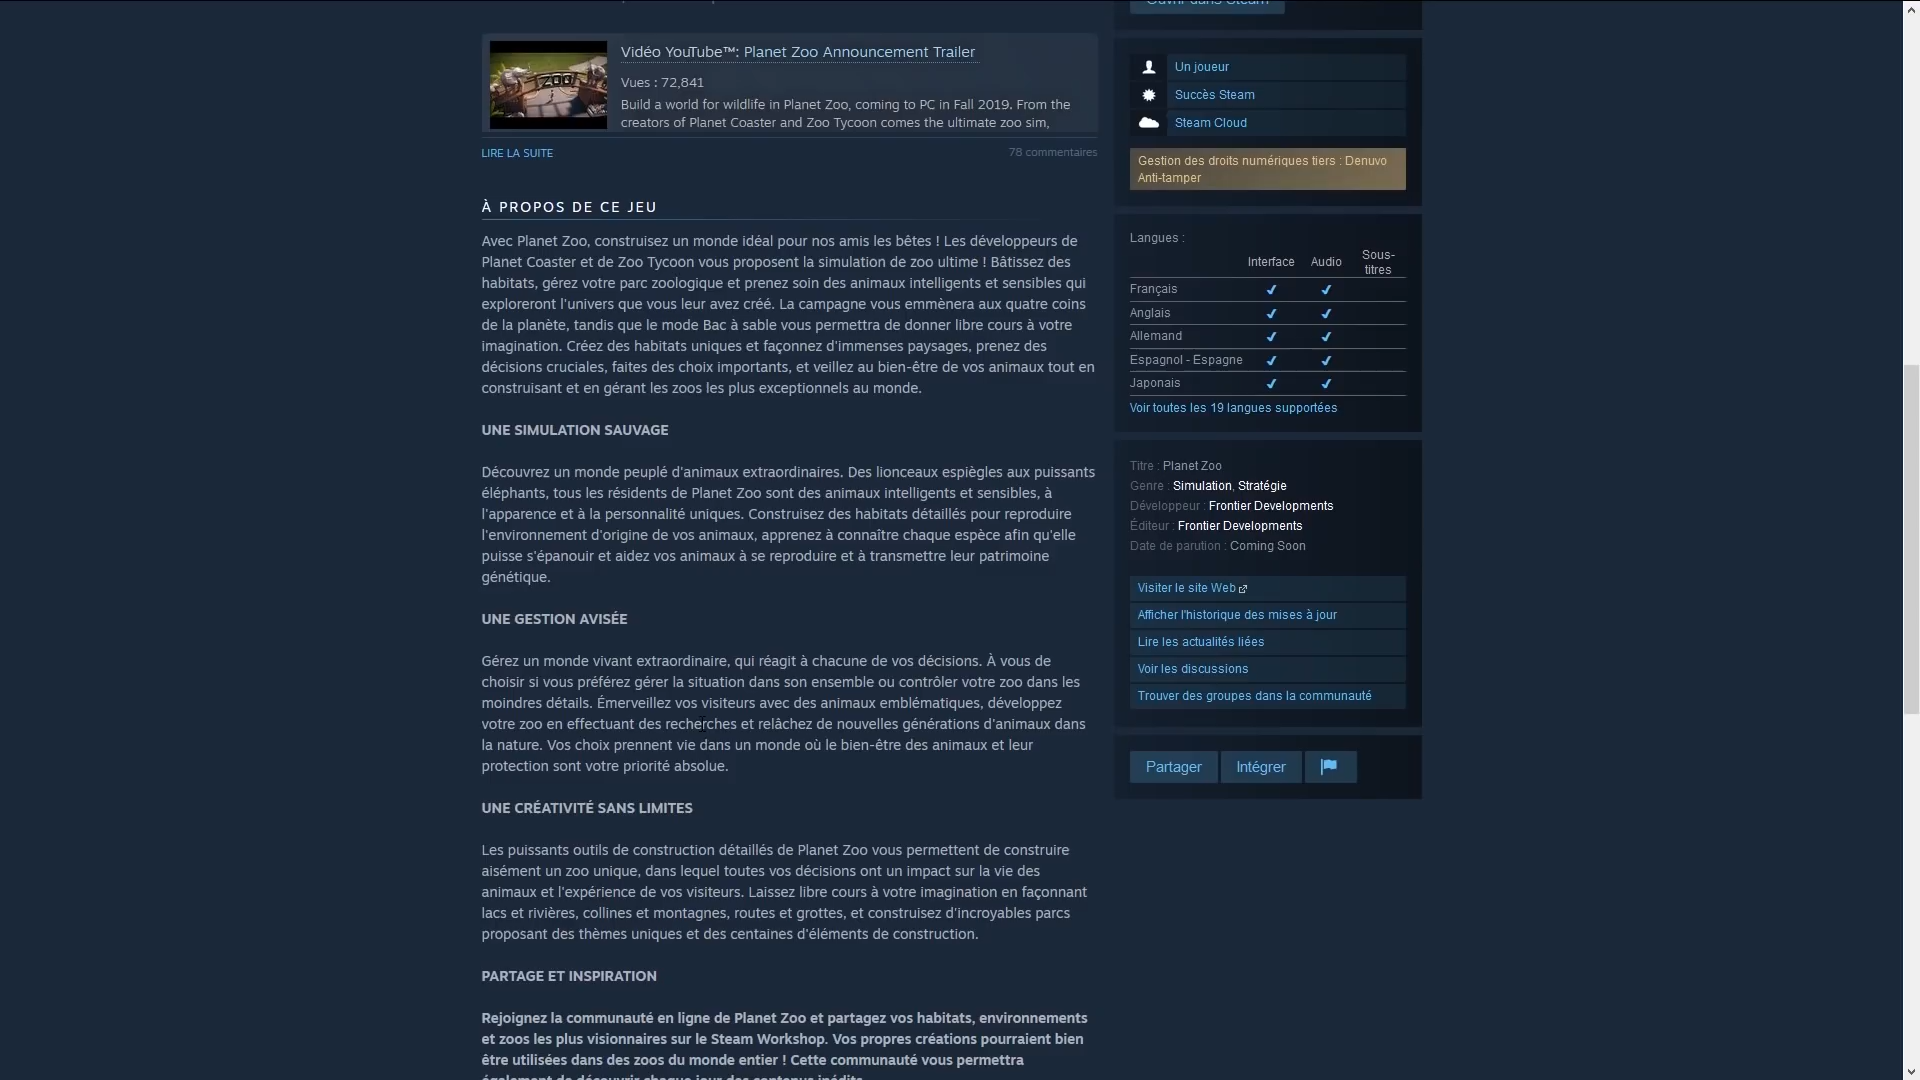 Vidéo YouTube™: Planet Zoo Announcement Trailer
Vues : 72,841
Build a world for wildlife in Planet Zoo, coming to PC in Fall 2019. From the
creators of Planet Coaster and Zoo Tycoon comes the ultimate zoo sim,
LIRE LA SUITE
78 commentaires
À PROPOS DE CE JEU
Avec Planet Zoo, construisez un monde idéal pour nos amis les bêtes ! Les développeurs de
Planet Coaster et de Zoo Tycoon vous proposent la simulation de zoo ultime ! Bâtissez des
habitats, gérez votre parc zoologique et prenez soin des animaux intelligents et sensibles qui
exploreront l'univers que vous leur avez créé. La campagne vous emmènera aux quatre coins
de la planète, tandis que le mode Bac à sable vous permettra de donner libre cours à votre
imagination. Créez des habitats uniques et façonnez d'immenses paysages, prenez des
décisions cruciales, faites des choix importants, et veillez au bien-être de vos animaux tout en
construisant et en gérant les zoos les plus exceptionnels au monde.
UNE SIMULATION SAUVAGE
Découvrez un monde peuplé d'animaux extraordinaires. Des lionceaux espiègles aux puissants
éléphants, tous les résidents de Planet Zoo sont des animaux intelligents et sensibles, à
l'apparence et à la personnalité uniques. Construisez des habitats détaillés pour reproduire
l'environnement d'origine de vos animaux, apprenez à connaître chaque espèce afin qu'elle
puisse s'épanouir et aidez vos animaux à se reproduire et à transmettre leur patrimoine
génétique.
UNE GESTION AVISÉE
Gérez un monde vivant extraordinaire, qui réagit à chacune de vos décisions. À vous de
choisir si vous préférez gérer la situation dans son ensemble ou contrôler votre zoo dans les
moindres détails. Émerveillez vos visiteurs avec des animaux emblématiques, développez
votre zoo en effectuant des recherches et relâchez de nouvelles générations d'animaux dans
la nature. Vos choix prennent vie dans un monde où le bien-être des animaux et leur
protection sont votre priorité absolue.
UNE CRÉATIVITÉ SANS LIMITES
Les puissants outils de construction détaillés de Planet Zoo vous permettent de construire
aisément un zoo unique, dans lequel toutes vos décisions ont un impact sur la vie des
animaux et l'expérience de vos visiteurs. Laissez libre cours à votre imagination en façonnant
lacs et rivières, collines et montagnes, routes et grottes, et construisez d'incroyables parcs
proposant des thèmes uniques et des centaines d'éléments de construction.
PARTAGE ET INSPIRATION
Rejoignez la communauté en ligne de Planet Zoo et partagez vos habitats, environnements
et zoos les plus visionnaires sur le Steam Workshop. Vos propres créations pourraient bien
être utilisées dans des zoos du monde entier ! Cette communauté vous permettra
également de découvrir chaque jour des contenus inédits.
Ouvrir dans Steam
Un joueur
Succès Steam
Steam Cloud
Gestion des droits numériques tiers : Denuvo
Anti-tamper
Langues :
Interface Audio Sous-
titres
Français ✔ ✔
Anglais ✔ ✔
Allemand ✔ ✔
Espagnol - Espagne ✔ ✔
Japonais ✔ ✔
Voir toutes les 19 langues supportées
Titre : Planet Zoo
Genre : Simulation, Stratégie
Développeur : Frontier Developments
Éditeur : Frontier Developments
Date de parution : Coming Soon
Visiter le site Web
Afficher l'historique des mises à jour
Lire les actualités liées
Voir les discussions
Trouver des groupes dans la communauté
Partager Intégrer
ZOO